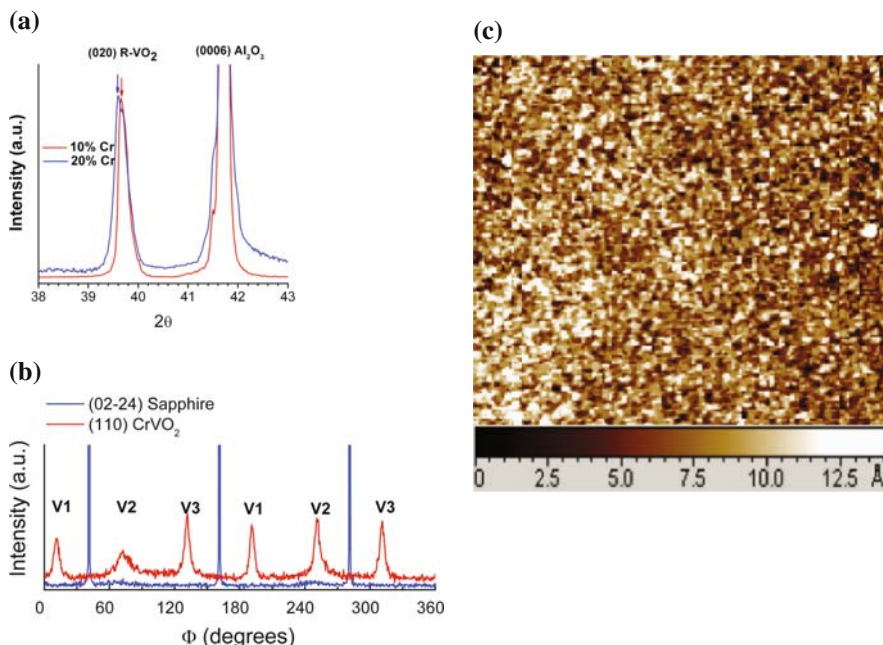 (a)
(020) R-VO₂ (0006) Al₂O₃
Intensity (a.u.)
10% Cr
20% Cr
38 39 40 41 42 43
2θ
(b)
(02-24) Sapphire
(110) CrVO₂
Intensity (a.u.)
V1 V2 V3 V1 V2 V3
0 60 120 180 240 300 360
Φ (degrees)
(c)
0 2.5 5.0 7.5 10.0 12.5 Å